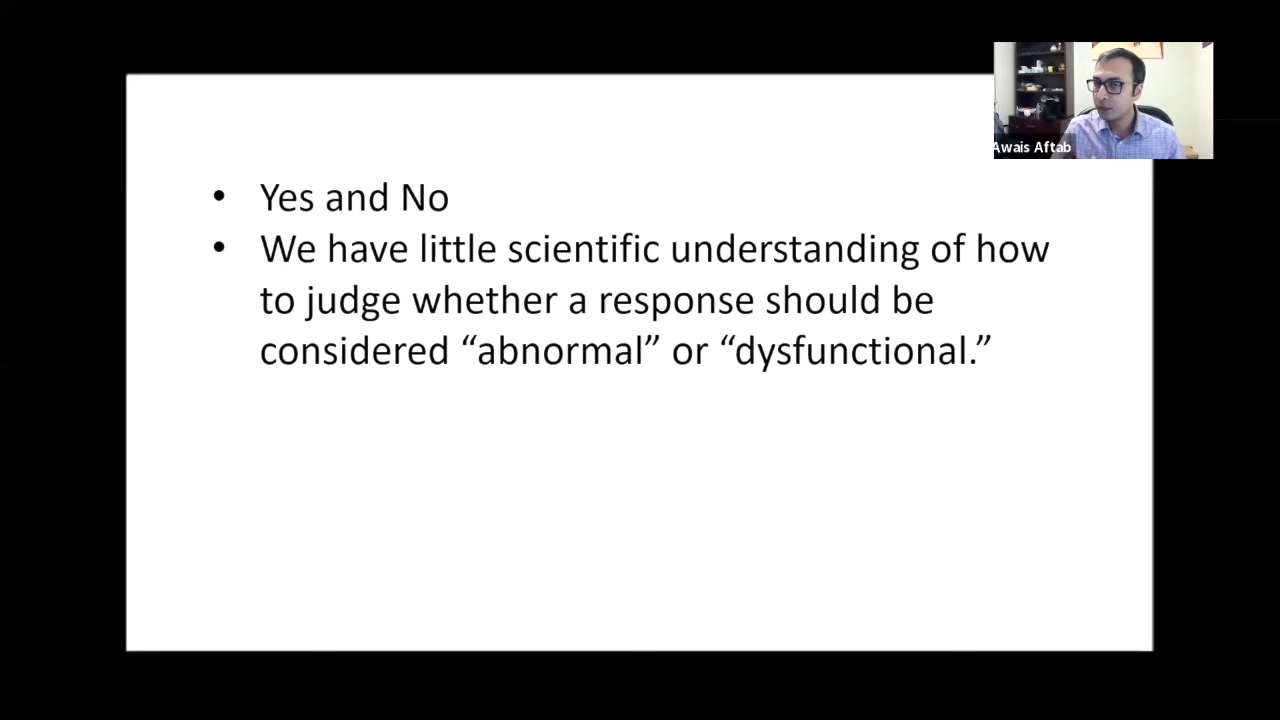 • Yes and No
• We have little scientific understanding of how
to judge whether a response should be
considered “abnormal” or “dysfunctional.”
Awais Aftab